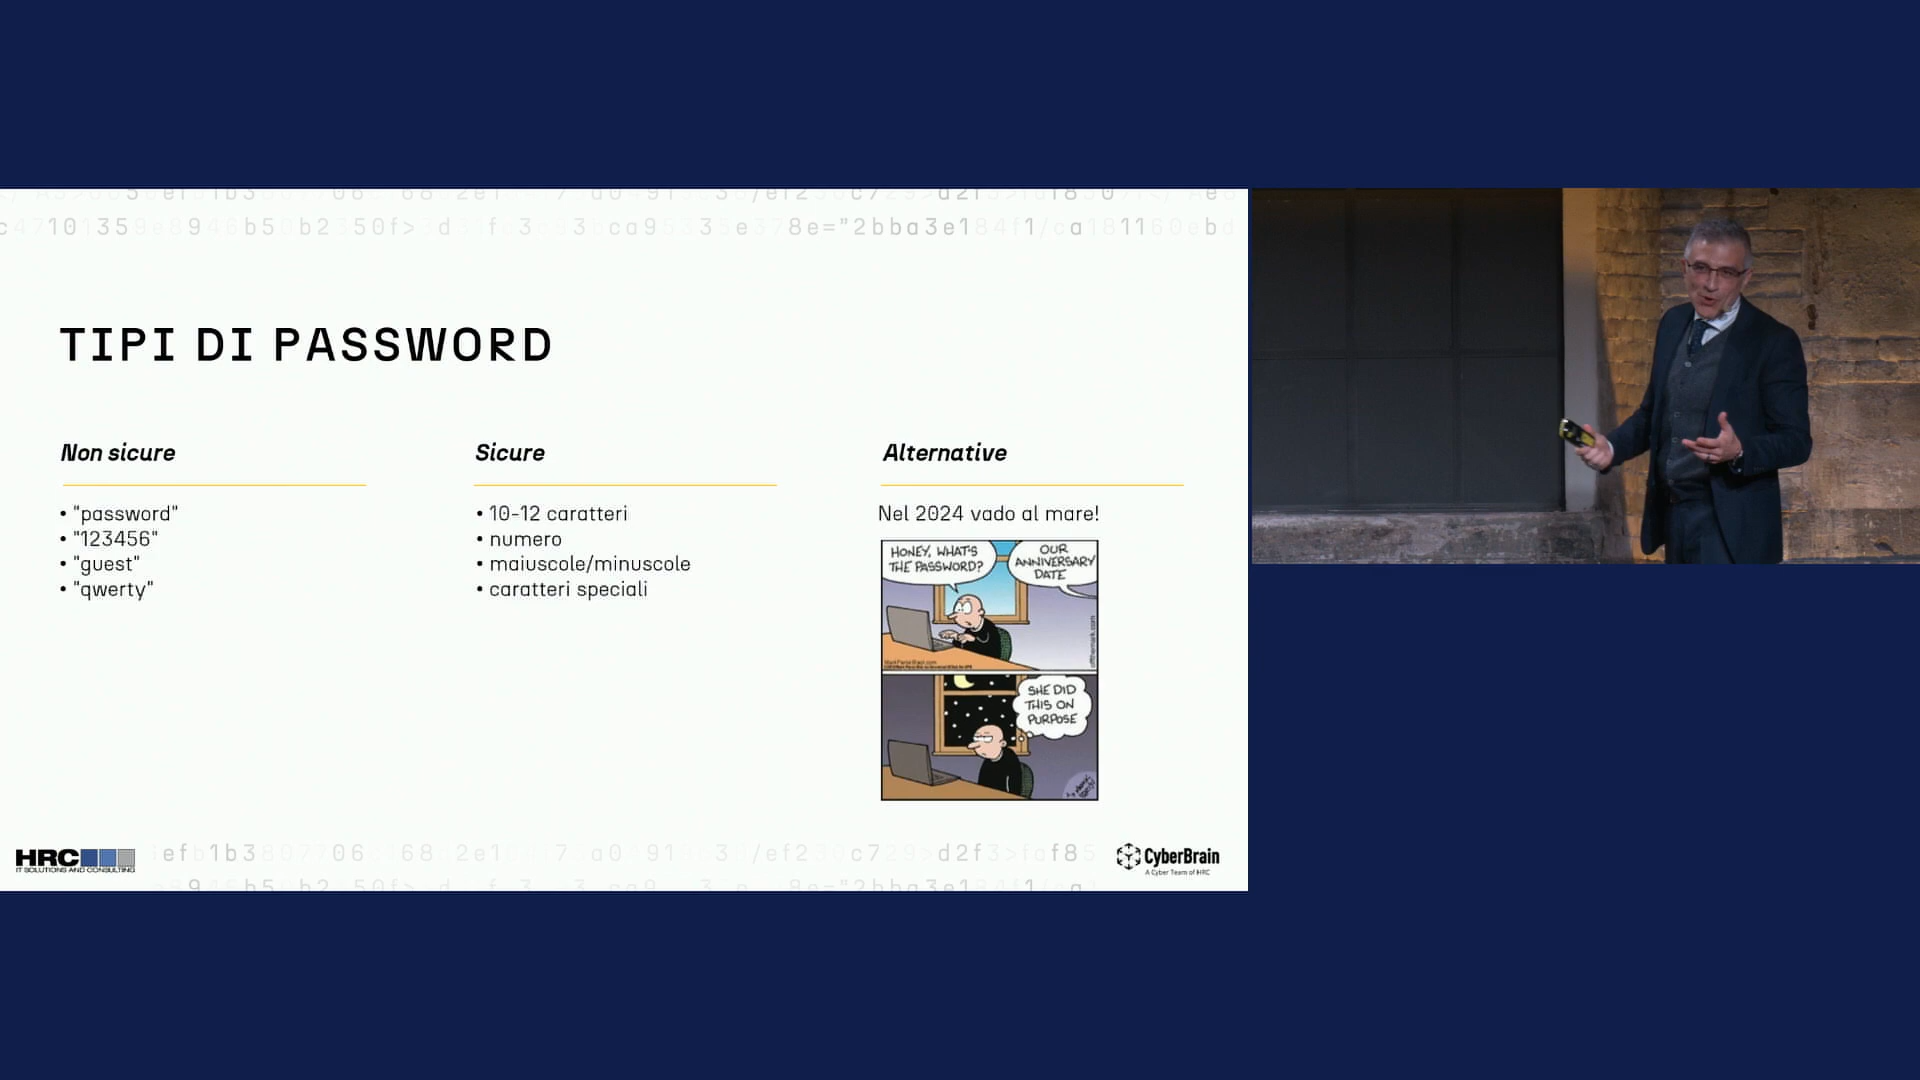 TIPI DI PASSWORD
Non sicure
• "password"
• "123456"
• "guest"
• "qwerty"
Sicure
• 10-12 caratteri
• numero
• maiuscole/minuscole
• caratteri speciali
Alternative
Nel 2024 vado al mare!
HONEY, WHAT'S
THE PASSWORD?
OUR
ANNIVERSARY
DATE
SHE DID
THIS ON
PURPOSE
HRC
IT SOLUTIONS AND CONSULTING
CyberBrain
A Cyber Team of HRC